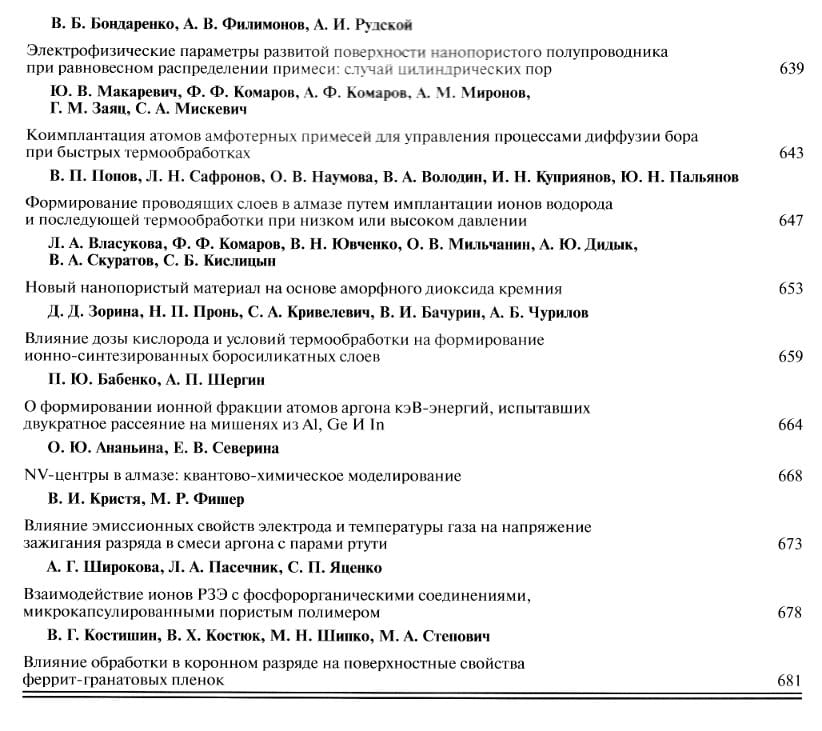 В. Б. Бондаренко, А. В. Филимонов, А. И. Рудской
Электрофизические параметры развитой поверхности нанопористого полупроводника
при равновесном распределении примеси: случай цилиндрических пор 639
Ю. В. Макаревич, Ф. Ф. Комаров, А. Ф. Комаров, А. М. Миронов,
Г. М. Заяц, С. А. Мискевич
Коимплантация атомов амфотерных примесей для управления процессами диффузии бора
при быстрых термообработках 643
В. П. Попов, Л. Н. Сафронов, О. В. Наумова, В. А. Володин, И. Н. Куприянов, Ю. Н. Пальянов
Формирование проводящих слоев в алмазе путем имплантации ионов водорода
и последующей термообработки при низком или высоком давлении 647
Л. А. Власукова, Ф. Ф. Комаров, В. Н. Ювченко, О. В. Мильчанин, А. Ю. Дидык,
В. А. Скуратов, С. Б. Кислицын
Новый нанопористый материал на основе аморфного диоксида кремния 653
Д. Д. Зорина, Н. П. Пронь, С. А. Кривелевич, В. И. Бачурин, А. Б. Чурилов
Влияние дозы кислорода и условий термообработки на формирование
ионно-синтезированных боросиликатных слоев 659
П. Ю. Бабенко, А. П. Шергин
О формировании ионной фракции атомов аргона кэВ-энергий, испытавших
двукратное рассеяние на мишенях из Al, Ge И In 664
О. Ю. Ананьина, Е. В. Северина
NV-центры в алмазе: квантово-химическое моделирование 668
В. И. Кристя, М. Р. Фишер
Влияние эмиссионных свойств электрода и температуры газа на напряжение
зажигания разряда в смеси аргона с парами ртути 673
А. Г. Широкова, Л. А. Пасечник, С. П. Яценко
Взаимодействие ионов РЗЭ с фосфорорганическими соединениями,
микрокапсулированными пористым полимером 678
В. Г. Костишин, В. Х. Костюк, М. Н. Шипко, М. А. Степович
Влияние обработки в коронном разряде на поверхностные свойства
феррит-гранатовых пленок 681